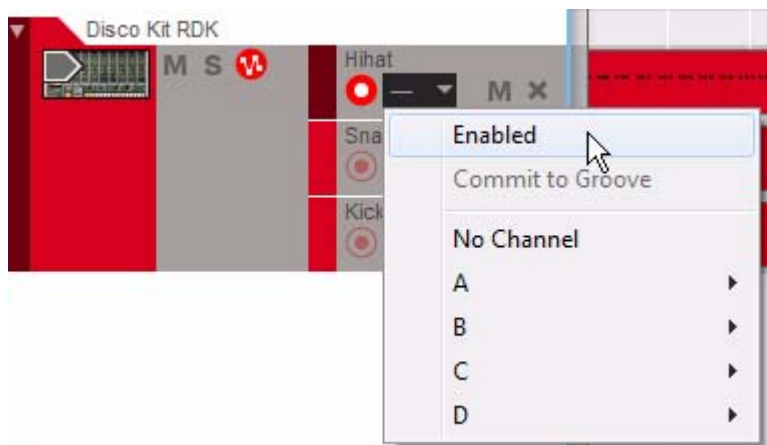 Disco Kit RDK
M S
Hihat
M
Sna
Kick
Enabled
Commit to Groove
No Channel
A
B
C
D